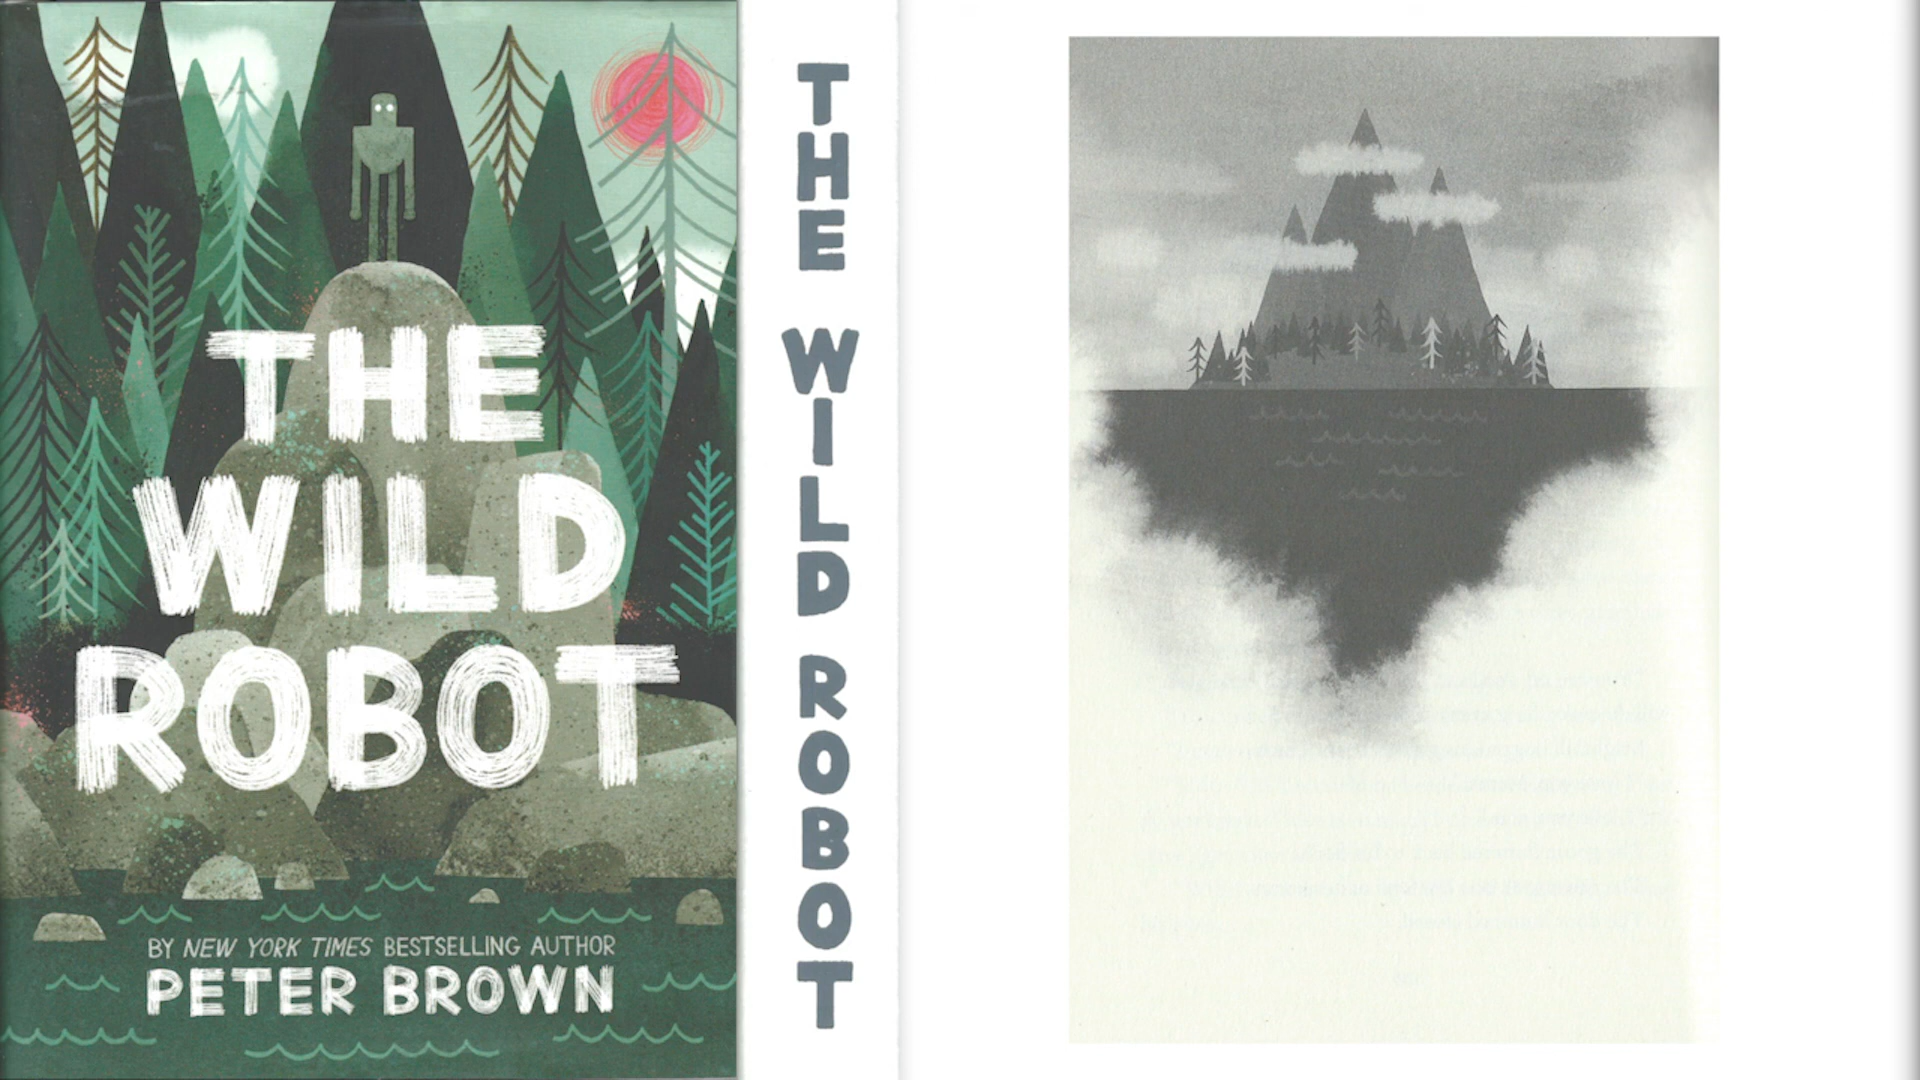 THE
WILD
ROBOT
BY NEW YORK TIMES BESTSELLING AUTHOR
PETER BROWN
THE WILD ROBOT